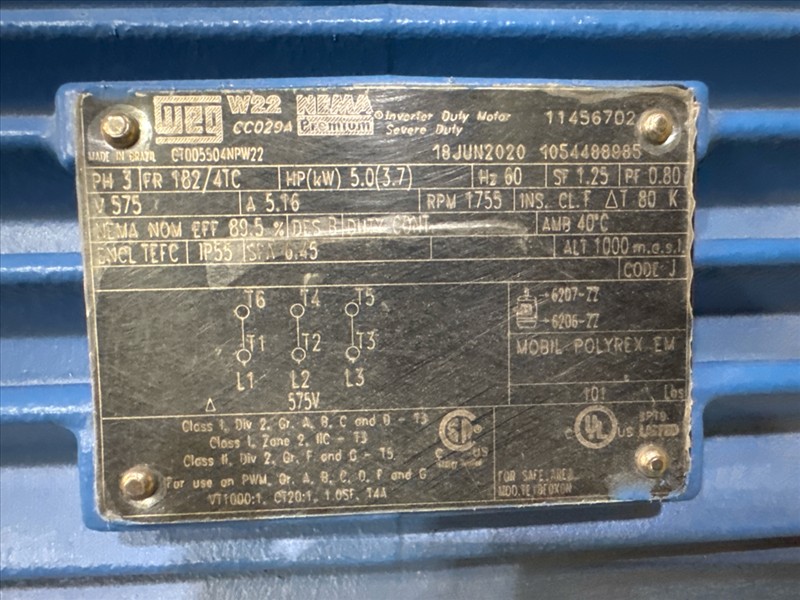 WEG W22 NEMA Premium Inverter Duty Motor 11456702
CC029A Severe Duty
MADE IN BRAZIL 18JUN2020 1054488985
PH 3 FR 182/4TC HP(kW) 5.0(3.7) Hz 60 SF 1.25 PF 0.80
V 575 A 5.16 RPM 1755 INS. CL. F ΔT 80 K
NEMA NOM EFF 89.5 % DES B DUTY CONT. AMB 40°C
ENCL TEFC IP55 SFA 6.45 ALT 1000 m.a.s.l.
CODE J
T6 T4 T5
6207-ZZ
6206-ZZ
T1 T2 T3
MOBIL POLYREX EM
L1 L2 L3
101 Lbs
Δ 575V
Class I, Div 2, Gr. A, B, C and D - T3
Class I, Zone 2, IIC - T3
Class II, Div 2, Gr. F and G - T5
For use on PWM, Gr. A, B, C, D, F and G
VT1000:1, CT20:1, 1.0SF, T4A
C US
C UL US LISTED
FOR SAFE AREA